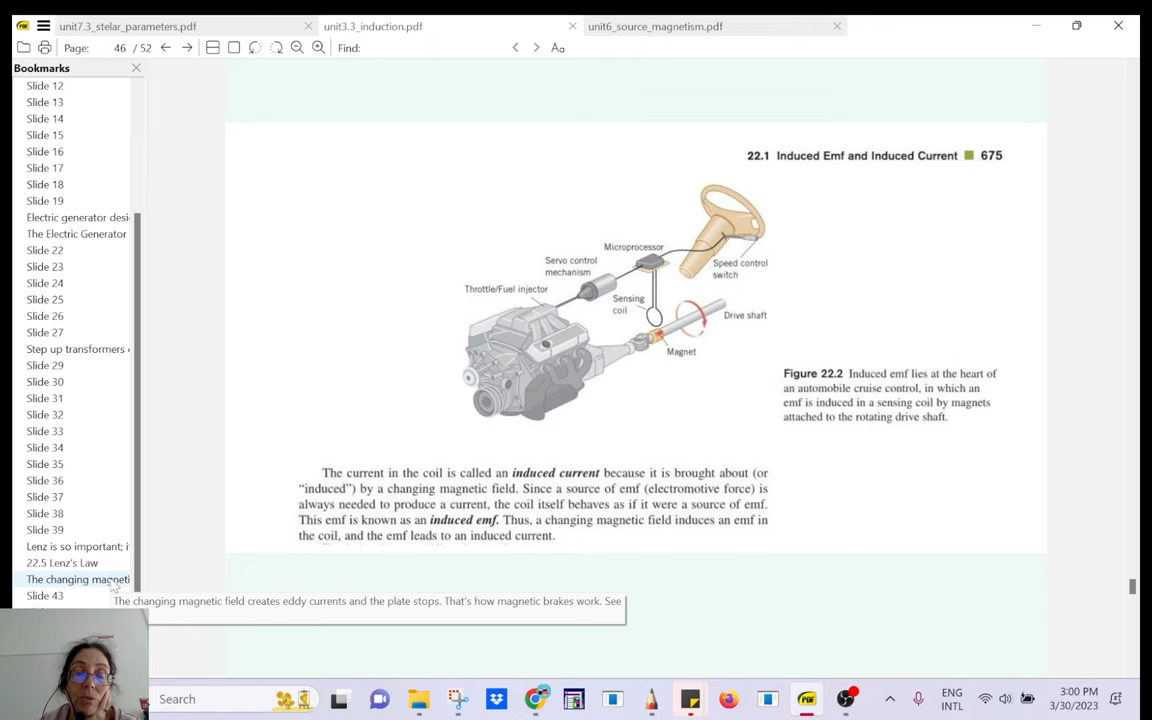 unit7.3_stelar_parameters.pdf
unit3.3_induction.pdf
unit6_source_magnetism.pdf
Page: 46 / 52
Find:
Aa
Bookmarks
Slide 12
Slide 13
Slide 14
Slide 15
Slide 16
Slide 17
Slide 18
Slide 19
Electric generator desi
The Electric Generator
Slide 22
Slide 23
Slide 24
Slide 25
Slide 26
Slide 27
Step up transformers
Slide 29
Slide 30
Slide 31
Slide 32
Slide 33
Slide 34
Slide 35
Slide 36
Slide 37
Slide 38
Slide 39
Lenz is so important; i
22.5 Lenz's Law
The changing magneti
Slide 43
The changing magnetic field creates eddy currents and the plate stops. That's how magnetic brakes work. See
22.1 Induced Emf and Induced Current 675
Microprocessor
Servo control
mechanism
Speed control
switch
Throttle/Fuel injector
Sensing
coil
Drive shaft
Magnet
Figure 22.2 Induced emf lies at the heart of
an automobile cruise control, in which an
emf is induced in a sensing coil by magnets
attached to the rotating drive shaft.
The current in the coil is called an induced current because it is brought about (or
“induced”) by a changing magnetic field. Since a source of emf (electromotive force) is
always needed to produce a current, the coil itself behaves as if it were a source of emf.
This emf is known as an induced emf. Thus, a changing magnetic field induces an emf in
the coil, and the emf leads to an induced current.
Search
ENG
INTL
3:00 PM
3/30/2023